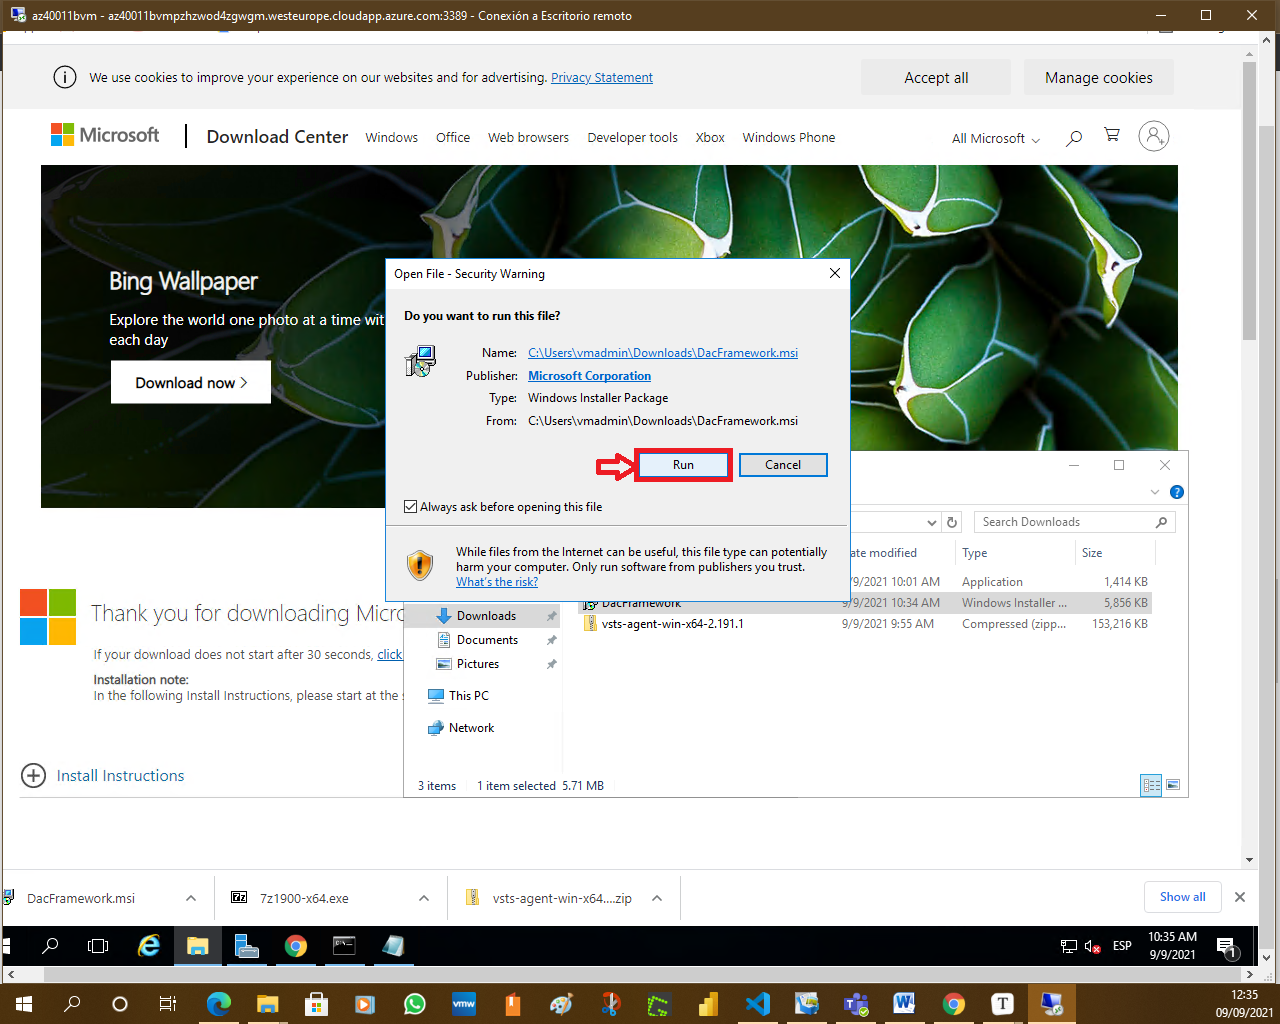 az40011bvm - az40011bvmpzhzwod4zgwgm.westeurope.cloudapp.azure.com:3389 - Conexión a Escritorio remoto
We use cookies to improve your experience on our websites and for advertising. Privacy Statement
Accept all
Manage cookies
Microsoft
Download Center
Windows
Office
Web browsers
Developer tools
Xbox
Windows Phone
All Microsoft
Bing Wallpaper
Explore the world one photo at a time wit
each day
Download now
Open File - Security Warning
Do you want to run this file?
Name: C:\Users\vmadmin\Downloads\DacFramework.msi
Publisher: Microsoft Corporation
Type: Windows Installer Package
From: C:\Users\vmadmin\Downloads\DacFramework.msi
Run
Cancel
Always ask before opening this file
While files from the Internet can be useful, this file type can potentially
harm your computer. Only run software from publishers you trust.
What's the risk?
Search Downloads
ate modified
Type
Size
/9/2021 10:01 AM
Application
1,414 KB
DacFramework
9/9/2021 10:34 AM
Windows Installer ...
5,856 KB
vsts-agent-win-x64-2.191.1
9/9/2021 9:55 AM
Compressed (zipp...
153,216 KB
Downloads
Documents
Pictures
This PC
Network
3 items
1 item selected 5.71 MB
Thank you for downloading Micro
If your download does not start after 30 seconds, click
Installation note:
In the following Install Instructions, please start at the s
Install Instructions
DacFramework.msi
7z1900-x64.exe
vsts-agent-win-x64....zip
Show all
ESP
10:35 AM
9/9/2021
1
12:35
09/09/2021